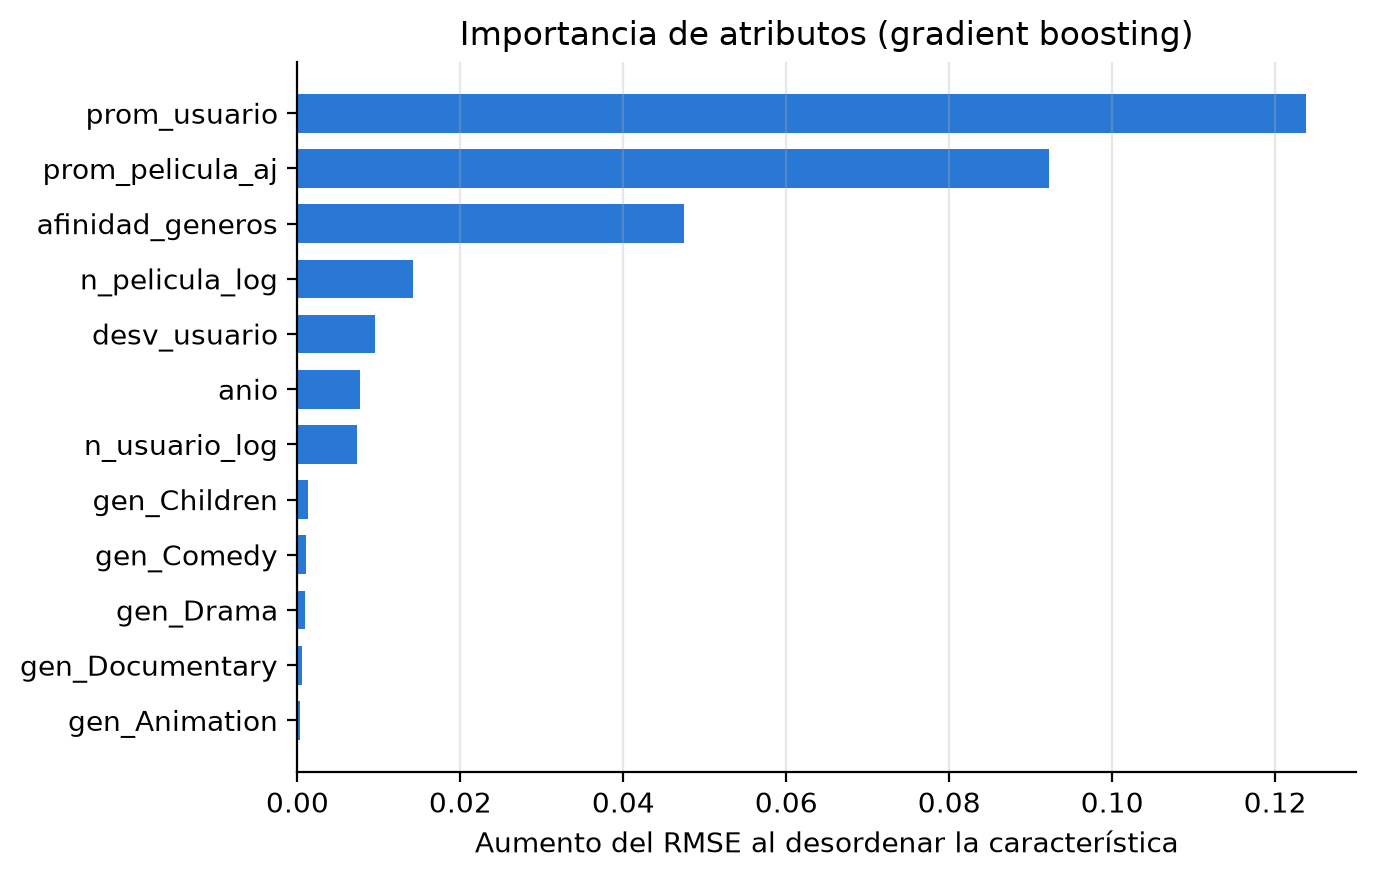 Importancia de atributos (gradient boosting)
prom_usuario
prom_pelicula_aj
afinidad_generos
n_pelicula_log
desv_usuario
anio
n_usuario_log
gen_Children
gen_Comedy
gen_Drama
gen_Documentary
gen_Animation
0.00 0.02 0.04 0.06 0.08 0.10 0.12
Aumento del RMSE al desordenar la característica